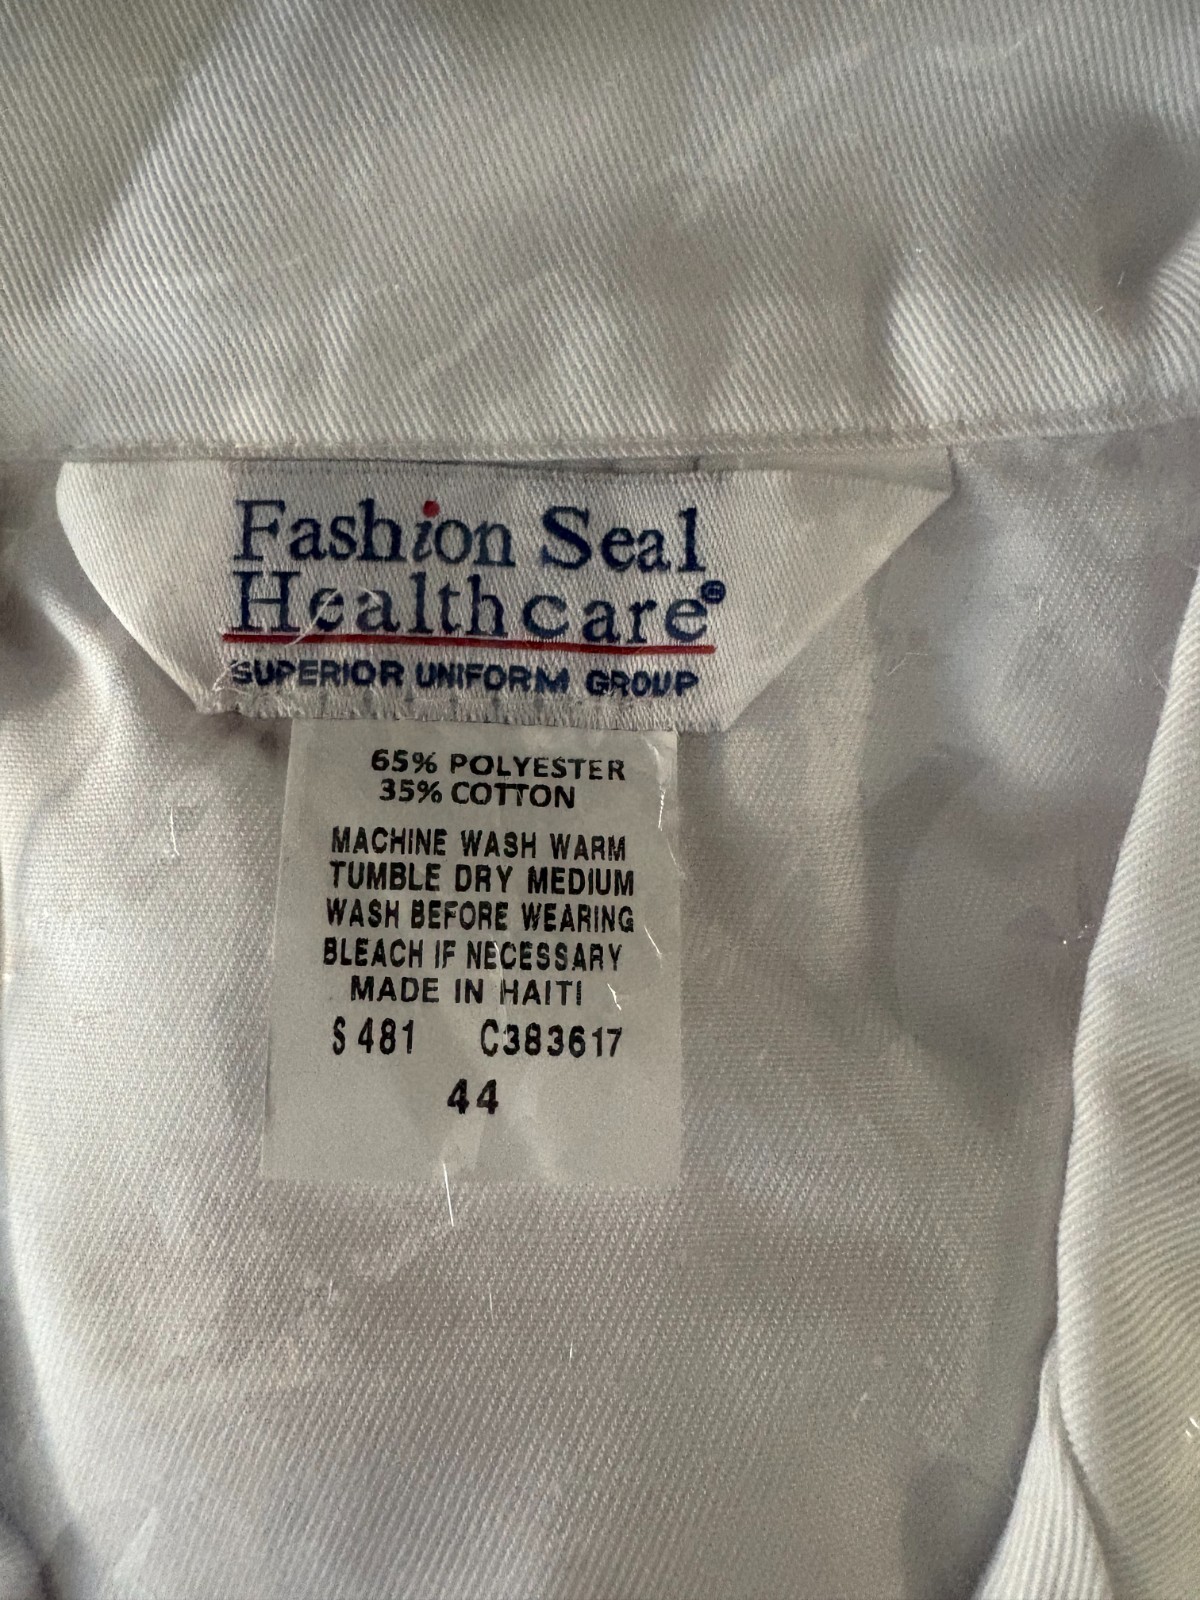 Fashion Seal
Healthcare®
SUPERIOR UNIFORM GROUP
65% POLYESTER
35% COTTON
MACHINE WASH WARM
TUMBLE DRY MEDIUM
WASH BEFORE WEARING
BLEACH IF NECESSARY
MADE IN HAITI
S 481 C383617
44